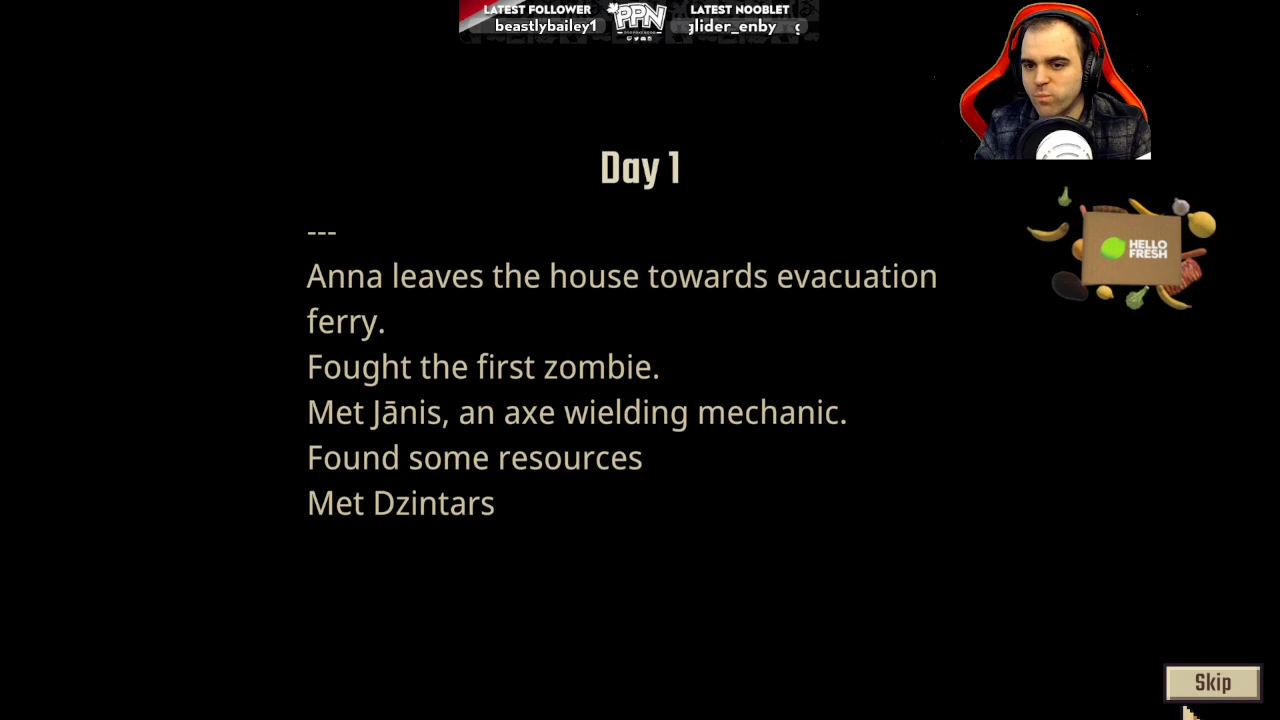 LATEST FOLLOWER
beastlybailey1
PPN
LATEST NOOBLET
glider_enby
Day 1
---
Anna leaves the house towards evacuation
ferry.
Fought the first zombie.
Met Jānis, an axe wielding mechanic.
Found some resources
Met Dzintars
HELLO
FRESH
Skip